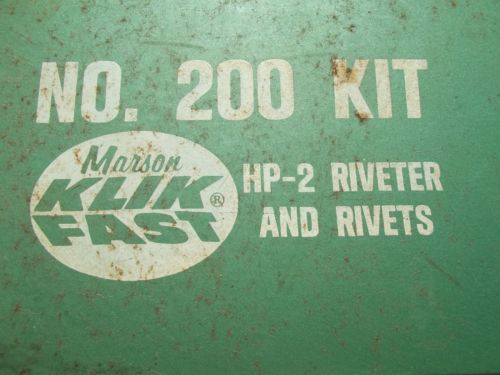 NO. 200 KIT
Marson
KLIK
FAST®
HP-2 RIVETER
AND RIVETS